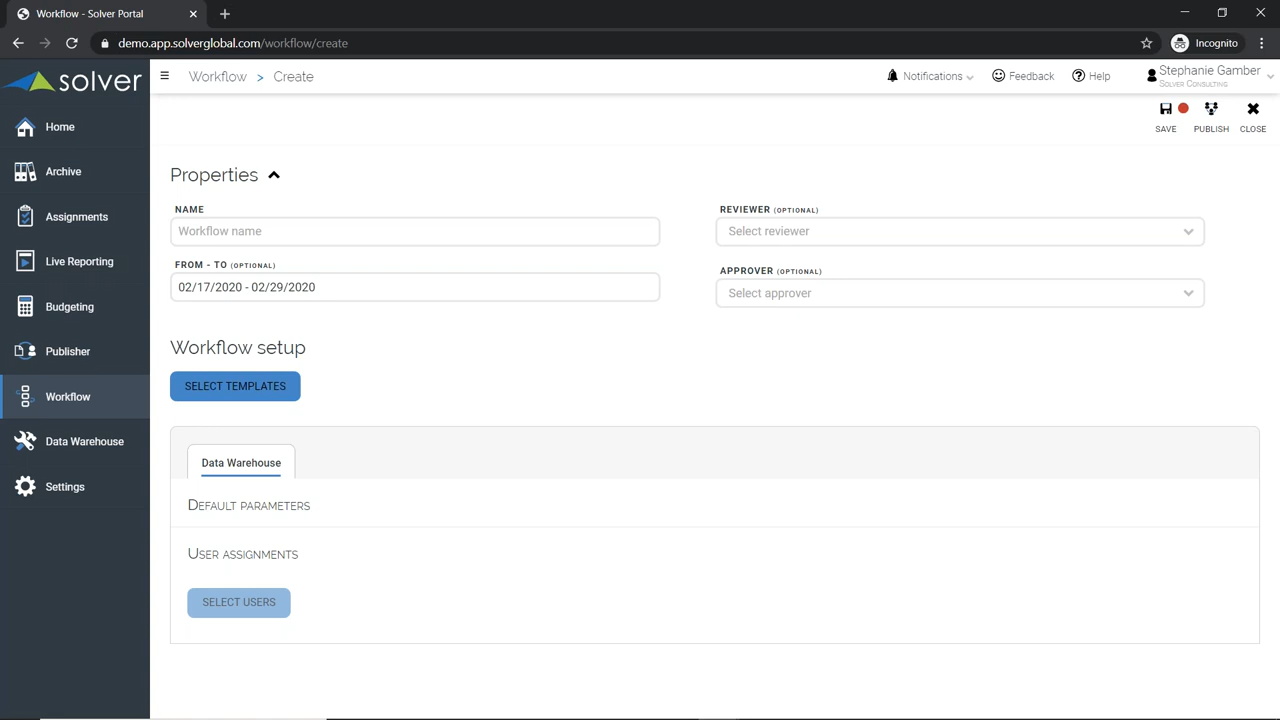 Workflow - Solver Portal
demo.app.solverglobal.com/workflow/create
Incognito
solver
Workflow > Create
Notifications
Feedback
Help
Stephanie Gamber
Solver Consulting
SAVE
PUBLISH
CLOSE
Home
Archive
Assignments
Live Reporting
Budgeting
Publisher
Workflow
Data Warehouse
Settings
Properties
NAME
Workflow name
REVIEWER (OPTIONAL)
Select reviewer
FROM - TO (OPTIONAL)
02/17/2020 - 02/29/2020
APPROVER (OPTIONAL)
Select approver
Workflow setup
SELECT TEMPLATES
Data Warehouse
Default parameters
User assignments
SELECT USERS